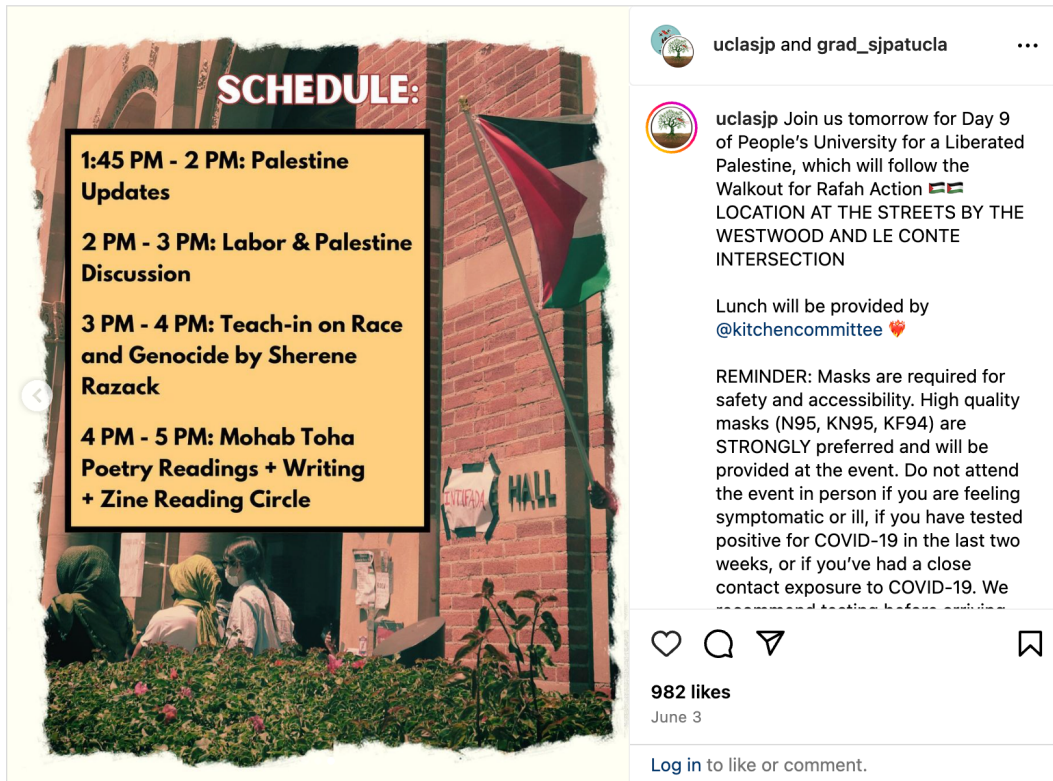 SCHEDULE:
1:45 PM - 2 PM: Palestine
Updates
2 PM - 3 PM: Labor & Palestine
Discussion
3 PM - 4 PM: Teach-in on Race
and Genocide by Sherene
Razack
4 PM - 5 PM: Mohab Toha
Poetry Readings + Writing
+ Zine Reading Circle
INTIFADA
HALL
uclasjp and grad_sjpatucla
uclasjp Join us tomorrow for Day 9
of People’s University for a Liberated
Palestine, which will follow the
Walkout for Rafah Action 🇵🇸🇵🇸
LOCATION AT THE STREETS BY THE
WESTWOOD AND LE CONTE
INTERSECTION
Lunch will be provided by
@kitchencommittee ❤️‍🔥
REMINDER: Masks are required for
safety and accessibility. High quality
masks (N95, KN95, KF94) are
STRONGLY preferred and will be
provided at the event. Do not attend
the event in person if you are feeling
symptomatic or ill, if you have tested
positive for COVID-19 in the last two
weeks, or if you’ve had a close
contact exposure to COVID-19. We
recommend testing before arriving
982 likes
June 3
Log in to like or comment.